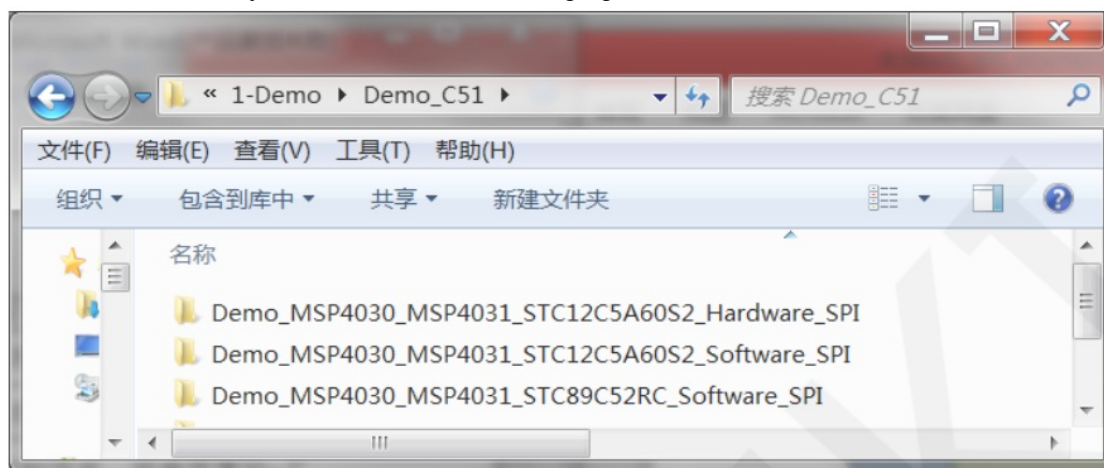 « 1-Demo ▸ Demo_C51 ▸ 搜索 Demo_C51
文件(F) 编辑(E) 查看(V) 工具(T) 帮助(H)
组织 包含到库中 共享 新建文件夹
名称
Demo_MSP4030_MSP4031_STC12C5A60S2_Hardware_SPI
Demo_MSP4030_MSP4031_STC12C5A60S2_Software_SPI
Demo_MSP4030_MSP4031_STC89C52RC_Software_SPI